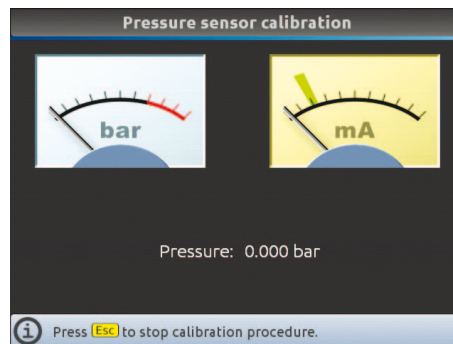 Pressure sensor calibration
bar
mA
Pressure: 0.000 bar
Press Esc to stop calibration procedure.